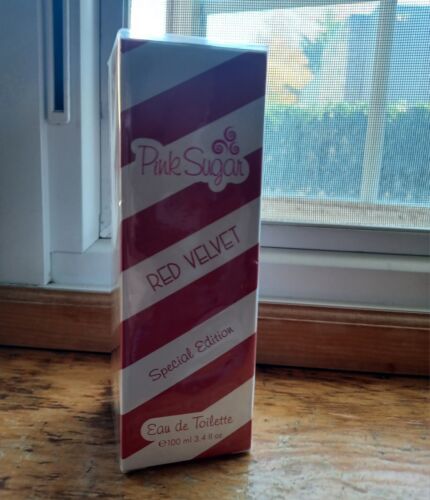 Pink Sugar
RED VELVET
Special Edition
Eau de Toilette
℮100 ml 3.4 fl oz